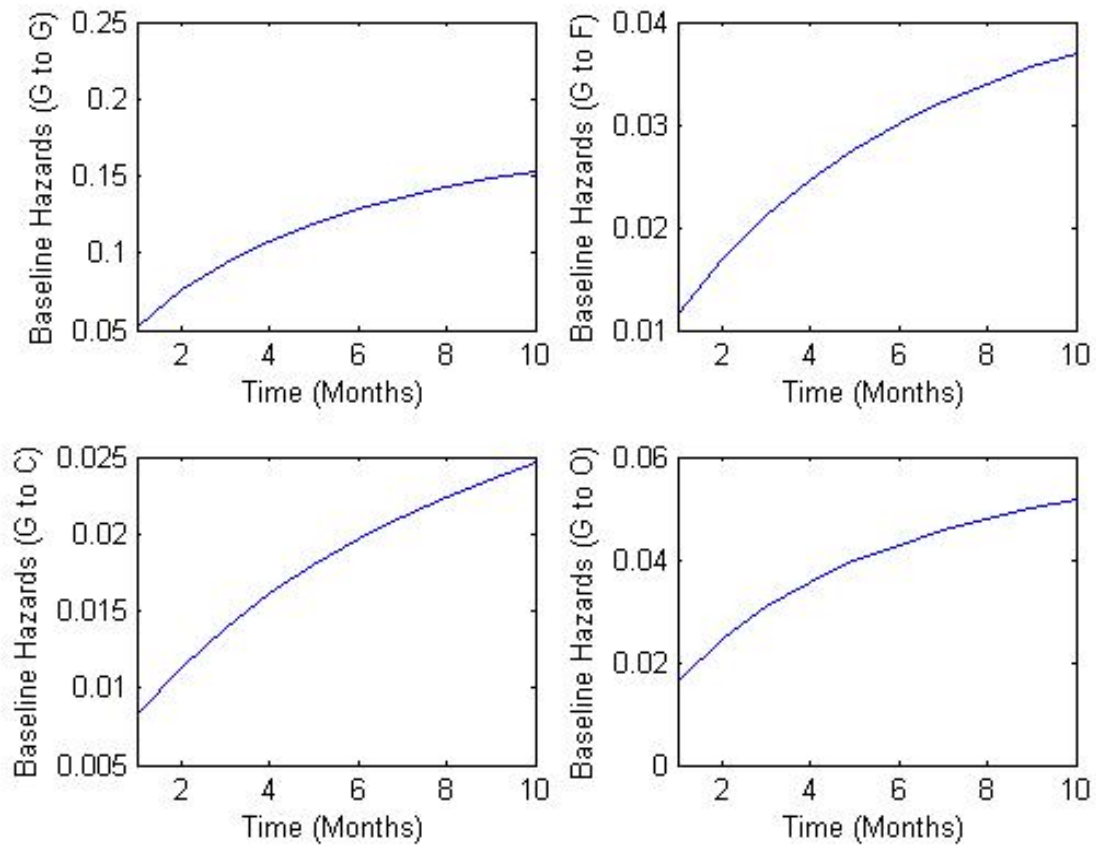 0.25
0.2
0.15
0.1
0.05
Baseline Hazards (G to G)
2 4 6 8 10
Time (Months)
0.04
0.03
0.02
0.01
Baseline Hazards (G to F)
2 4 6 8 10
Time (Months)
0.025
0.02
0.015
0.01
0.005
Baseline Hazards (G to C)
2 4 6 8 10
Time (Months)
0.06
0.04
0.02
0
Baseline Hazards (G to O)
2 4 6 8 10
Time (Months)